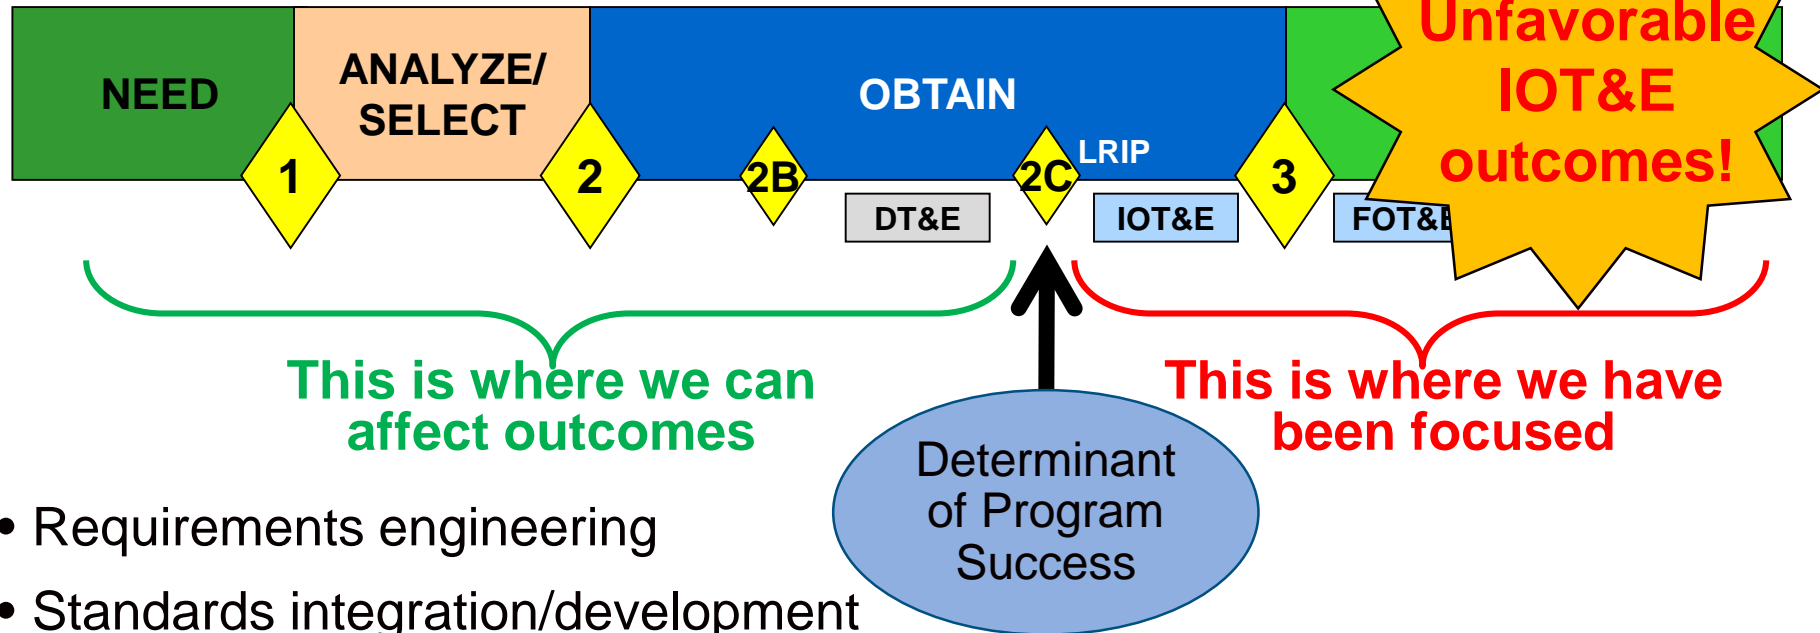 NEED
ANALYZE/
SELECT
OBTAIN
Unfavorable
IOT&E
outcomes!
1
2
2B
2C
LRIP
3
DT&E
IOT&E
FOT&E
This is where we can
affect outcomes
This is where we have
been focused
Determinant
of Program
Success
• Requirements engineering
• Standards integration/development